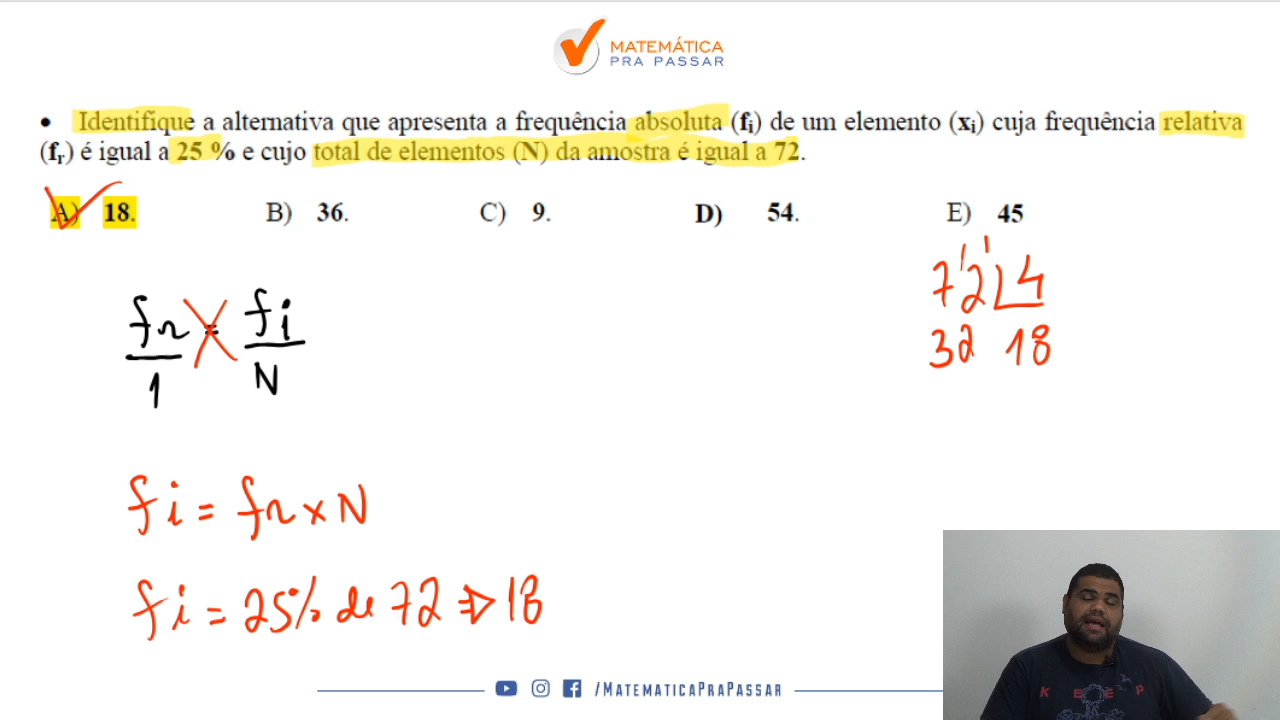 MATEMÁTICA
PRA PASSAR
• Identifique a alternativa que apresenta a frequência absoluta (fi) de um elemento (xi) cuja frequência relativa
(fr) é igual a 25 % e cujo total de elementos (N) da amostra é igual a 72.
A) 18. B) 36. C) 9. D) 54. E) 45
72 4
32 18
fr = fi
1 N
fi = fr x N
fi = 25% de 72 ⇒ 18
/MATEMATICAPRAPASSAR
K E E P